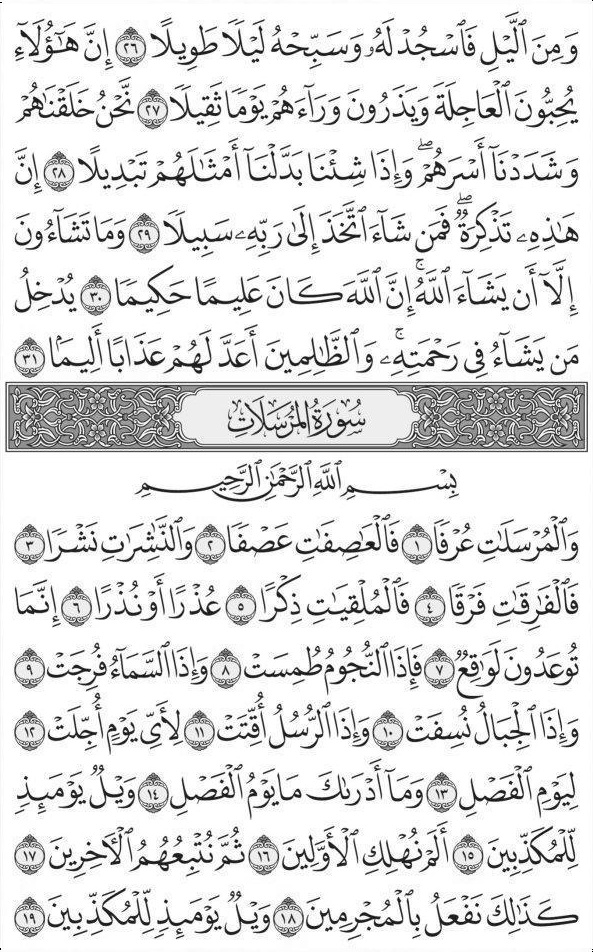 وَمِنَ ٱلَّيْلِ فَٱسْجُدْ لَهُۥ وَسَبِّحْهُ لَيْلًا طَوِيلًا ٢٦ إِنَّ هَٰٓؤُلَآءِ
يُحِبُّونَ ٱلْعَاجِلَةَ وَيَذَرُونَ وَرَآءَهُمْ يَوْمًا ثَقِيلًا ٢٧ نَّحْنُ خَلَقْنَٰهُمْ
وَشَدَدْنَآ أَسْرَهُمْۖ وَإِذَا شِئْنَا بَدَّلْنَآ أَمْثَٰلَهُمْ تَبْدِيلًا ٢٨ إِنَّ
هَٰذِهِۦ تَذْكِرَةٌۖ فَمَن شَآءَ ٱتَّخَذَ إِلَىٰ رَبِّهِۦ سَبِيلًا ٢٩ وَمَا تَشَآءُونَ
إِلَّآ أَن يَشَآءَ ٱللَّهُۚ إِنَّ ٱللَّهَ كَانَ عَلِيمًا حَكِيمًا ٣٠ يُدْخِلُ
مَن يَشَآءُ فِى رَحْمَتِهِۦۚ وَٱلظَّٰلِمِينَ أَعَدَّ لَهُمْ عَذَابًا أَلِيمًۢا ٣١
سُورَةُ المُرْسَلَاتِ
بِسْمِ ٱللَّهِ ٱلرَّحْمَٰنِ ٱلرَّحِيمِ
وَٱلْمُرْسَلَٰتِ عُرْفًا ١ فَٱلْعَٰصِفَٰتِ عَصْفًا ٢ وَٱلنَّٰشِرَٰتِ نَشْرًا ٣
فَٱلْفَٰرِقَٰتِ فَرْقًا ٤ فَٱلْمُلْقِيَٰتِ ذِكْرًا ٥ عُذْرًا أَوْ نُذْرًا ٦ إِنَّمَا
تُوعَدُونَ لَوَٰقِعٌ ٧ فَإِذَا ٱلنُّجُومُ طُمِسَتْ ٨ وَإِذَا ٱلسَّمَآءُ فُرِجَتْ ٩
وَإِذَا ٱلْجِبَالُ نُسِفَتْ ١٠ وَإِذَا ٱلرُّسُلُ أُقِّتَتْ ١١ لِأَىِّ يَوْمٍ أُجِّلَتْ ١٢
لِيَوْمِ ٱلْفَصْلِ ١٣ وَمَآ أَدْرَىٰكَ مَا يَوْمُ ٱلْفَصْلِ ١٤ وَيْلٌ يَوْمَئِذٍ
لِّلْمُكَذِّبِينَ ١٥ أَلَمْ نُهْلِكِ ٱلْأَوَّلِينَ ١٦ ثُمَّ نُتْبِعُهُمُ ٱلْءَاخِرِينَ ١٧
كَذَٰلِكَ نَفْعَلُ بِٱلْمُجْرِمِينَ ١٨ وَيْلٌ يَوْمَئِذٍ لِّلْمُكَذِّبِينَ ١٩